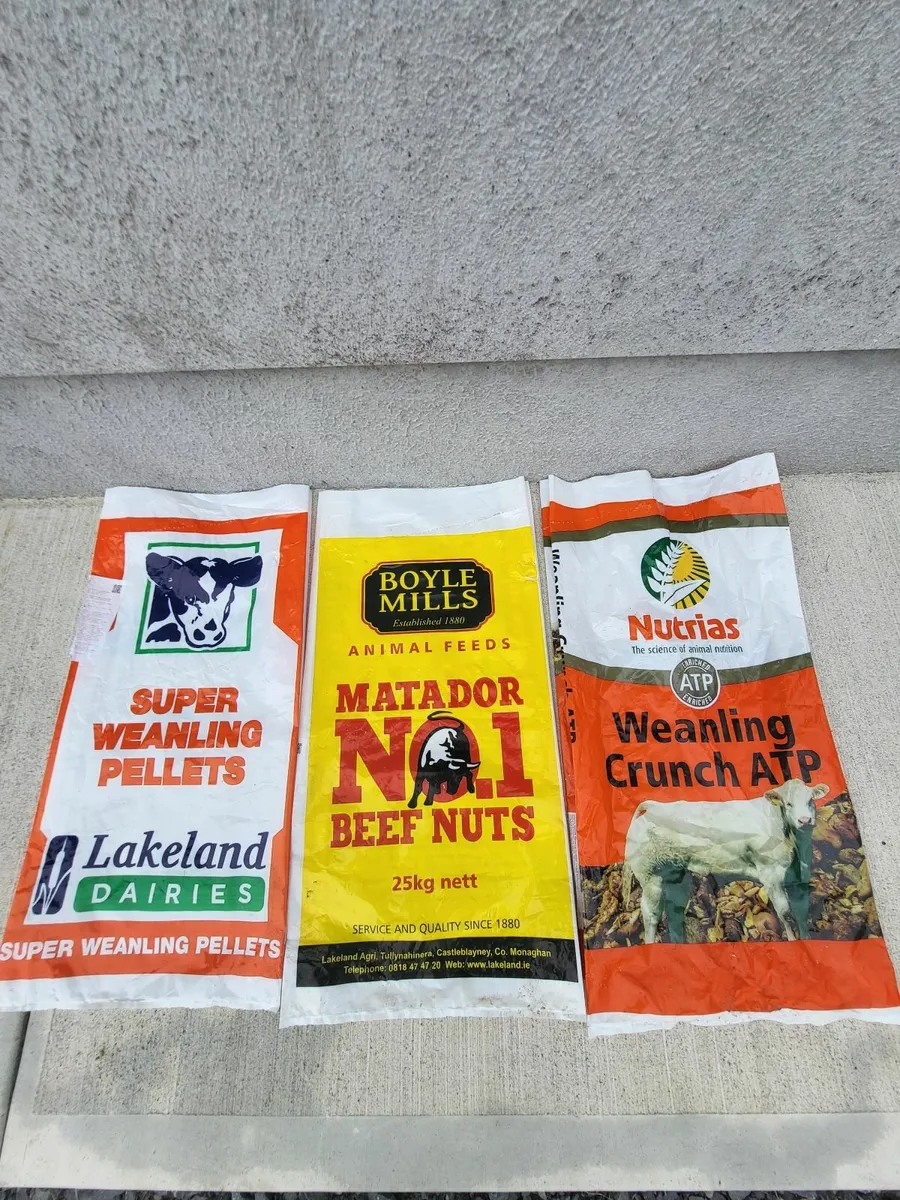 SUPER
WEANLING
PELLETS
Lakeland
DAIRIES
SUPER WEANLING PELLETS
BOYLE
MILLS
Established 1880
ANIMAL FEEDS
MATADOR
NO.1
BEEF NUTS
25kg nett
SERVICE AND QUALITY SINCE 1880
Lakeland Agri, Tullynahinera, Castleblayney, Co. Monaghan
Telephone: 0818 47 47 20 Web: www.lakeland.ie
Nutrias
The science of animal nutrition
ENRICHED
ATP
ENRICHED
Weanling
Crunch ATP